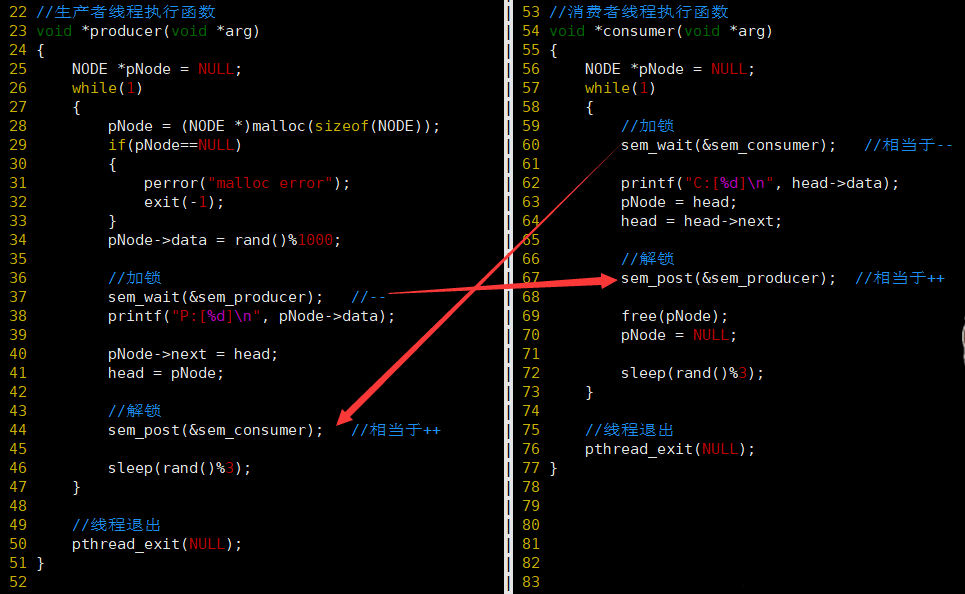 22 //生产者线程执行函数
23 void *producer(void *arg)
24 {
25     NODE *pNode = NULL;
26     while(1)
27     {
28         pNode = (NODE *)malloc(sizeof(NODE));
29         if(pNode==NULL)
30         {
31             perror("malloc error");
32             exit(-1);
33         }
34         pNode->data = rand()%1000;
35
36         //加锁
37         sem_wait(&sem_producer);   //--
38         printf("P:[%d]\n", pNode->data);
39
40         pNode->next = head;
41         head = pNode;
42
43         //解锁
44         sem_post(&sem_consumer);   //相当于++
45
46         sleep(rand()%3);
47     }
48
49     //线程退出
50     pthread_exit(NULL);
51 }
52
53 //消费者线程执行函数
54 void *consumer(void *arg)
55 {
56     NODE *pNode = NULL;
57     while(1)
58     {
59         //加锁
60         sem_wait(&sem_consumer);   //相当于--
61
62         printf("C:[%d]\n", head->data);
63         pNode = head;
64         head = head->next;
65
66         //解锁
67         sem_post(&sem_producer);  //相当于++
68
69         free(pNode);
70         pNode = NULL;
71
72         sleep(rand()%3);
73     }
74
75     //线程退出
76     pthread_exit(NULL);
77 }
78
79
80
81
82
83